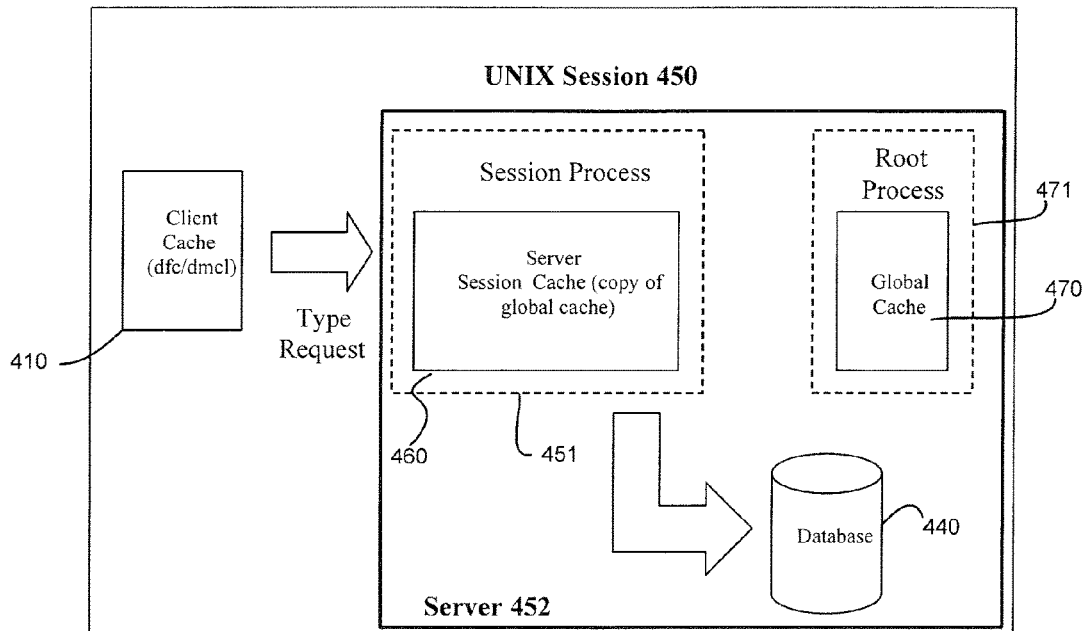 UNIX Session 450
Session Process
Root
Process
471
Client
Cache
(dfc/dmcl)
Server
Session Cache (copy of
global cache)
Global
Cache
470
Type
Request
410
460
451
Database
440
Server 452